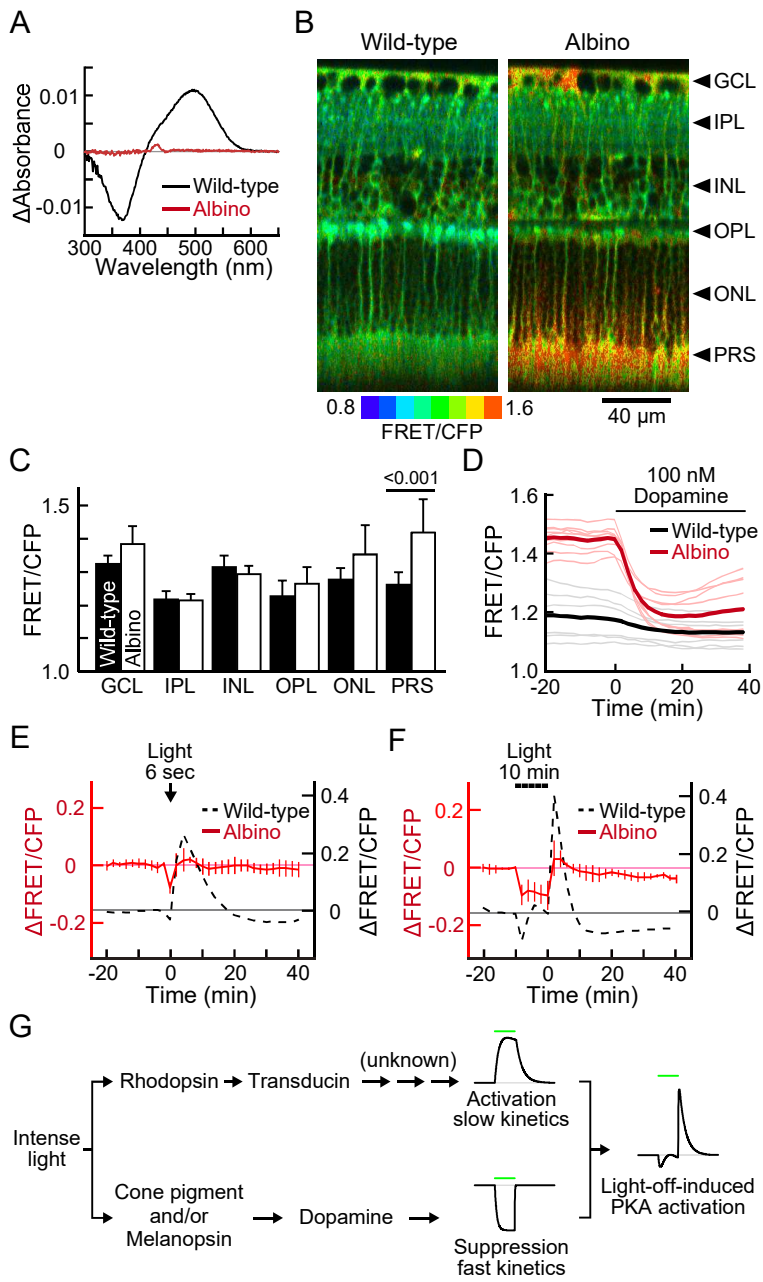 A
ΔAbsorbance
0.01
0
-0.01
Wild-type
Albino
300
400
500
600
Wavelength (nm)
B
Wild-type
Albino
GCL
IPL
INL
OPL
ONL
PRS
0.8
1.6
FRET/CFP
40 µm
C
FRET/CFP
1.5
1.0
<0.001
Wild-type
Albino
GCL
IPL
INL
OPL
ONL
PRS
D
100 nM
Dopamine
FRET/CFP
1.6
1.4
1.2
1.0
Wild-type
Albino
-20
0
20
40
Time (min)
E
Light
6 sec
ΔFRET/CFP
0.2
0
-0.2
Wild-type
Albino
0.4
0.2
0
ΔFRET/CFP
-20
0
20
40
Time (min)
F
Light
10 min
ΔFRET/CFP
0.2
0
-0.2
Wild-type
Albino
0.4
0.2
0
ΔFRET/CFP
-20
0
20
40
Time (min)
G
Intense
light
Rhodopsin
Transducin
(unknown)
Activation
slow kinetics
Cone pigment
and/or
Melanopsin
Dopamine
Suppression
fast kinetics
Light-off-induced
PKA activation